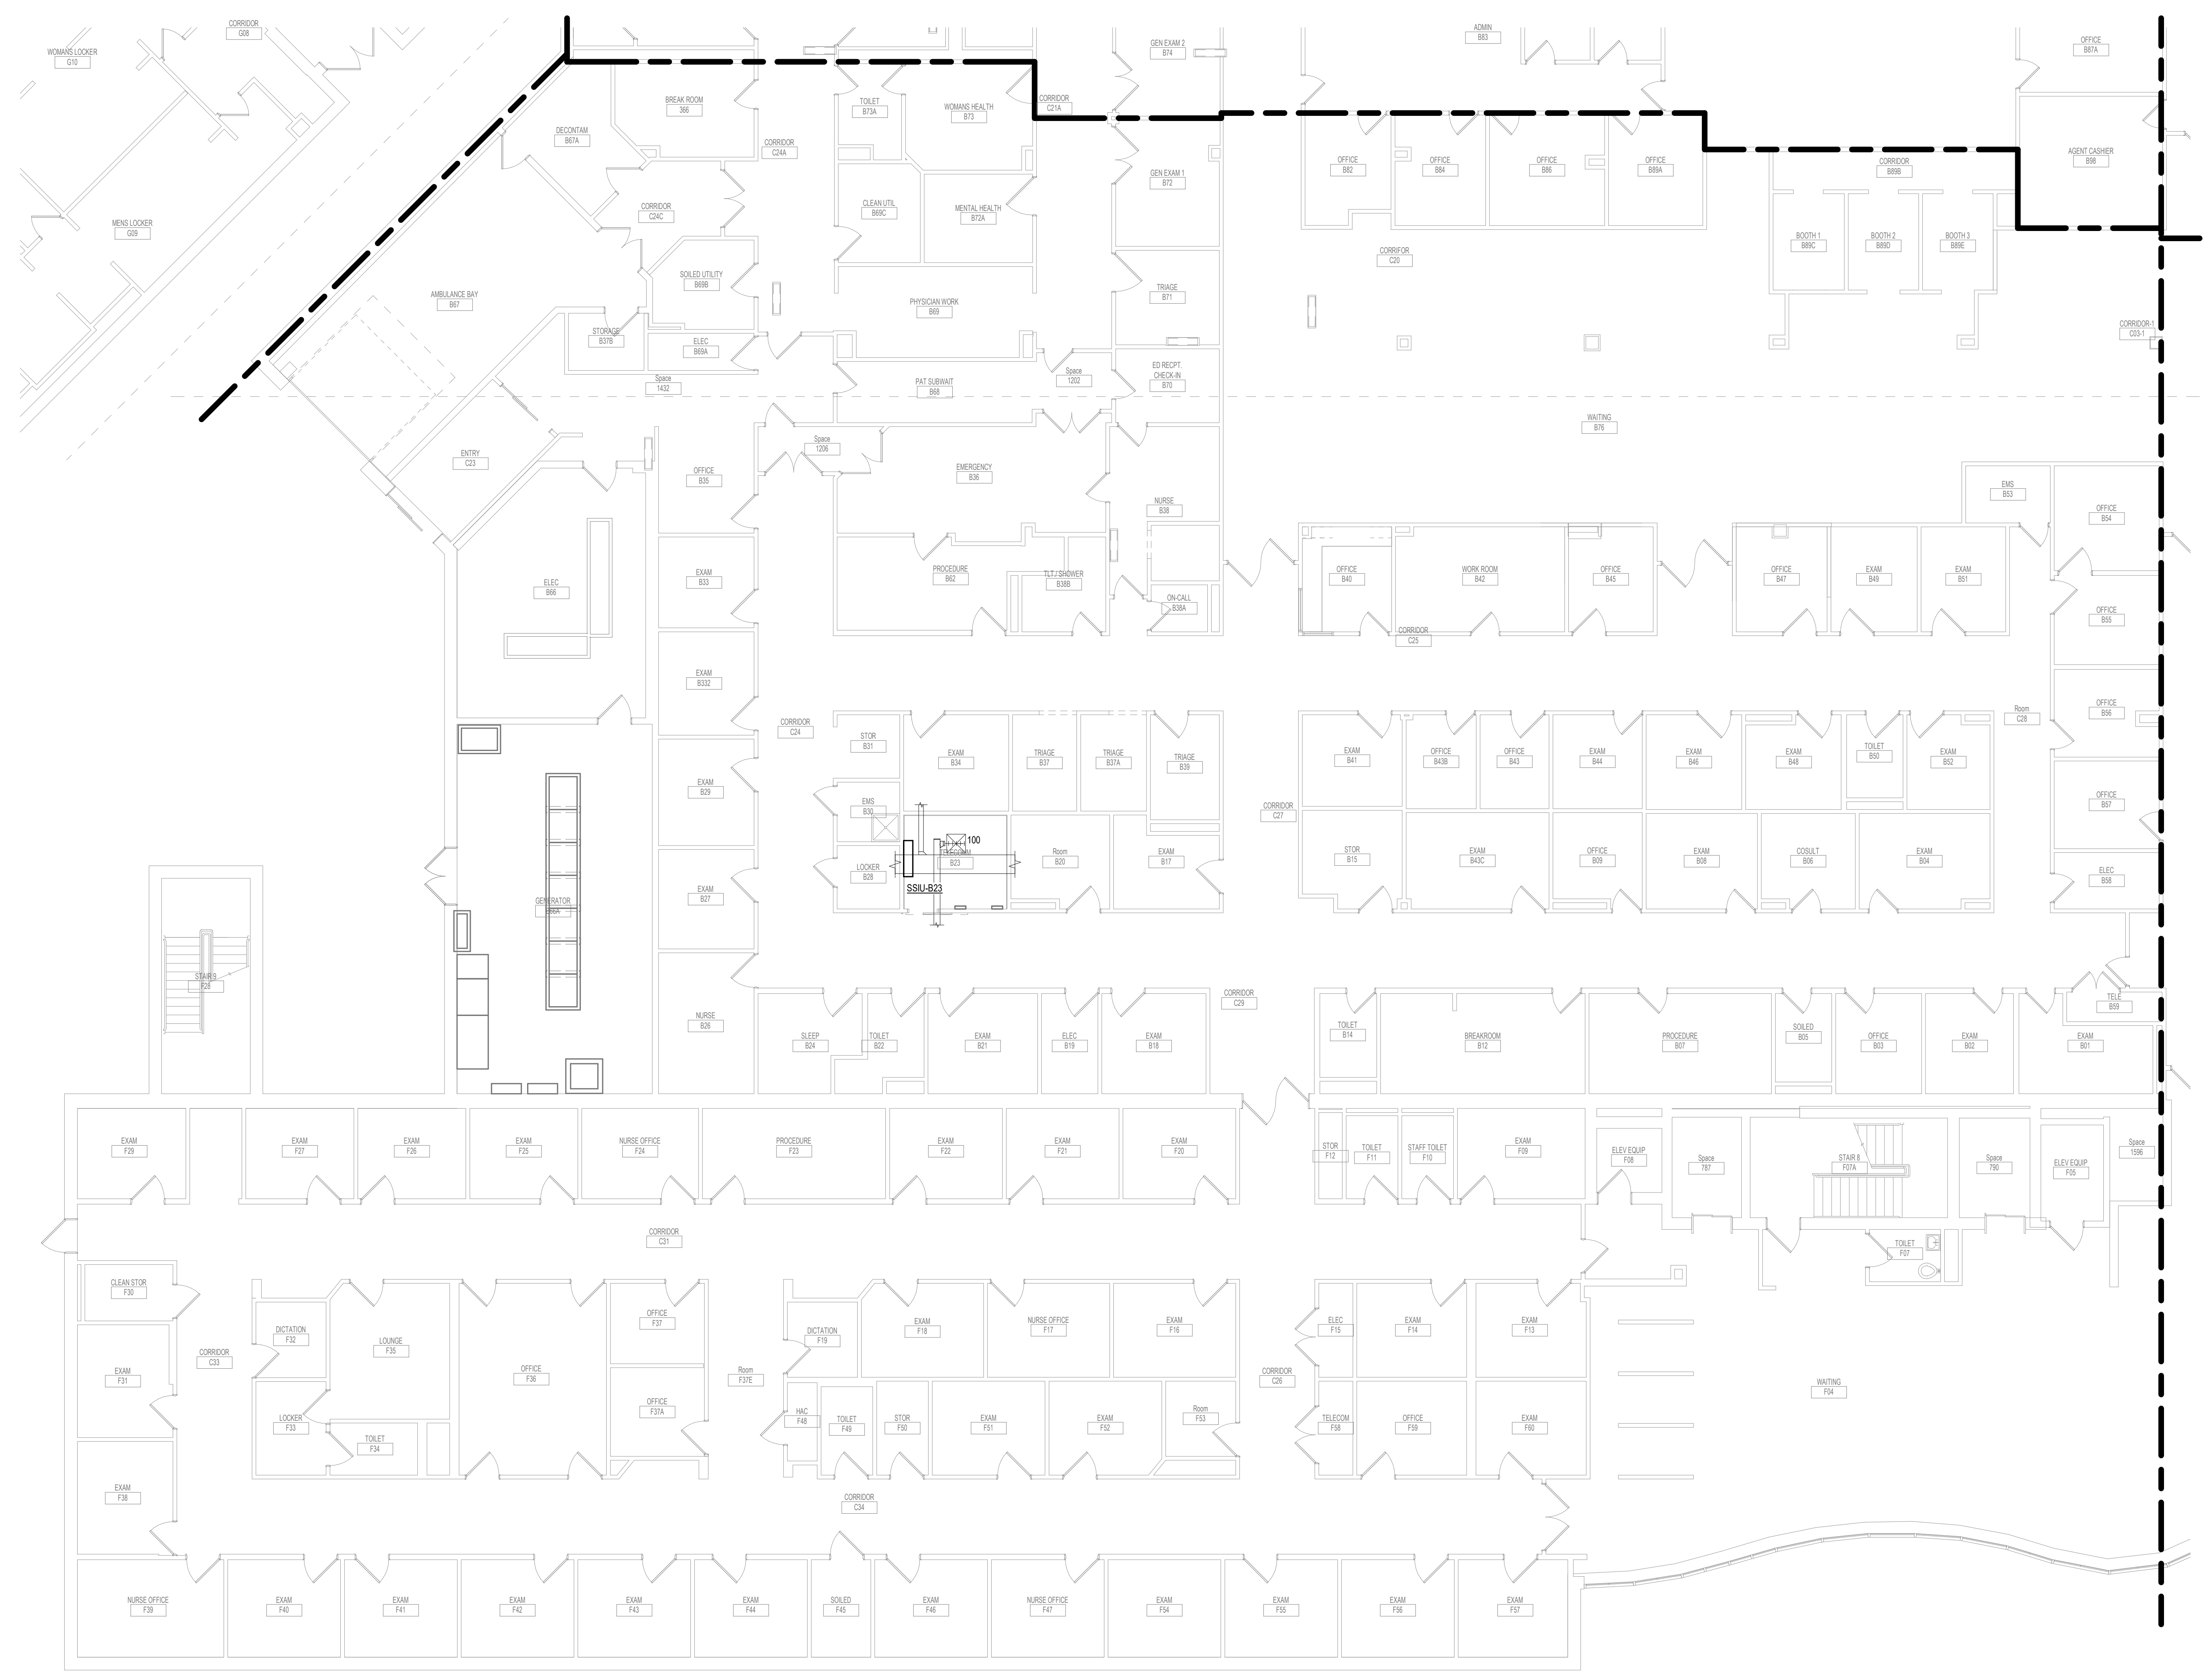 CORRIDOR
G08
WOMANS LOCKER
G10
MENS LOCKER
G09
ADMIN
B83
GEN EXAM 2
B74
OFFICE
B87A
BREAK ROOM
366
TOILET
B73A
WOMANS HEALTH
B73
CORRIDOR
C21A
DECONTAM
B67A
CORRIDOR
C24A
OFFICE
B82
OFFICE
B84
OFFICE
B86
OFFICE
B89A
CORRIDOR
B89B
AGENT CASHIER
B98
GEN EXAM 1
B72
CORRIDOR
C24C
CLEAN UTIL
B69C
MENTAL HEALTH
B72A
BOOTH 1
B89C
BOOTH 2
B89D
BOOTH 3
B89E
CORRIFOR
C20
SOILED UTILITY
B69B
AMBULANCE BAY
B67
PHYSICIAN WORK
B69
TRIAGE
B71
STORAGE
B37B
ELEC
B69A
CORRIDOR-1
C03-1
Space
1432
PAT SUBWAIT
B68
Space
1202
ED RECPT.
CHECK-IN
B70
WAITING
B76
Space
1206
ENTRY
C23
OFFICE
B35
EMERGENCY
B36
NURSE
B38
EMS
B53
OFFICE
B54
ELEC
B66
EXAM
B33
PROCEDURE
B62
TLT./ SHOWER
B38B
ON-CALL
B38A
OFFICE
B40
WORK ROOM
B42
OFFICE
B45
OFFICE
B47
EXAM
B49
EXAM
B51
OFFICE
B55
CORRIDOR
C25
EXAM
B332
CORRIDOR
C24
Room
C28
OFFICE
B56
STOR
B31
EXAM
B34
TRIAGE
B37
TRIAGE
B37A
TRIAGE
B39
EXAM
B41
OFFICE
B43B
OFFICE
B43
EXAM
B44
EXAM
B46
EXAM
B48
TOILET
B50
EXAM
B52
EXAM
B29
EMS
B30
CORRIDOR
C27
OFFICE
B57
100
TELECOMM
B23
Room
B20
EXAM
B17
STOR
B15
EXAM
B43C
OFFICE
B09
EXAM
B08
COSULT
B06
EXAM
B04
LOCKER
B28
SSIU-B23
ELEC
B58
EXAM
B27
GENERATOR
B66A
STAIR 9
F28
CORRIDOR
C29
TELE
B59
NURSE
B26
SLEEP
B24
TOILET
B22
EXAM
B21
ELEC
B19
EXAM
B18
TOILET
B14
BREAKROOM
B12
PROCEDURE
B07
SOILED
B05
OFFICE
B03
EXAM
B02
EXAM
B01
EXAM
F29
EXAM
F27
EXAM
F26
EXAM
F25
NURSE OFFICE
F24
PROCEDURE
F23
EXAM
F22
EXAM
F21
EXAM
F20
STOR
F12
TOILET
F11
STAFF TOILET
F10
EXAM
F09
ELEV EQUIP
F08
Space
787
STAIR 8
F07A
Space
790
ELEV EQUIP
F05
Space
1596
CORRIDOR
C31
TOILET
F07
CLEAN STOR
F30
DICTATION
F32
LOUNGE
F35
OFFICE
F37
DICTATION
F19
EXAM
F18
NURSE OFFICE
F17
EXAM
F16
ELEC
F15
EXAM
F14
EXAM
F13
CORRIDOR
C33
EXAM
F31
OFFICE
F36
Room
F37E
CORRIDOR
C26
WAITING
F04
OFFICE
F37A
LOCKER
F33
TOILET
F34
HAC
F48
TOILET
F49
STOR
F50
EXAM
F51
EXAM
F52
Room
F53
TELECOM
F58
OFFICE
F59
EXAM
F60
EXAM
F38
CORRIDOR
C34
NURSE OFFICE
F39
EXAM
F40
EXAM
F41
EXAM
F42
EXAM
F43
EXAM
F44
SOILED
F45
EXAM
F46
NURSE OFFICE
F47
EXAM
F54
EXAM
F55
EXAM
F56
EXAM
F57